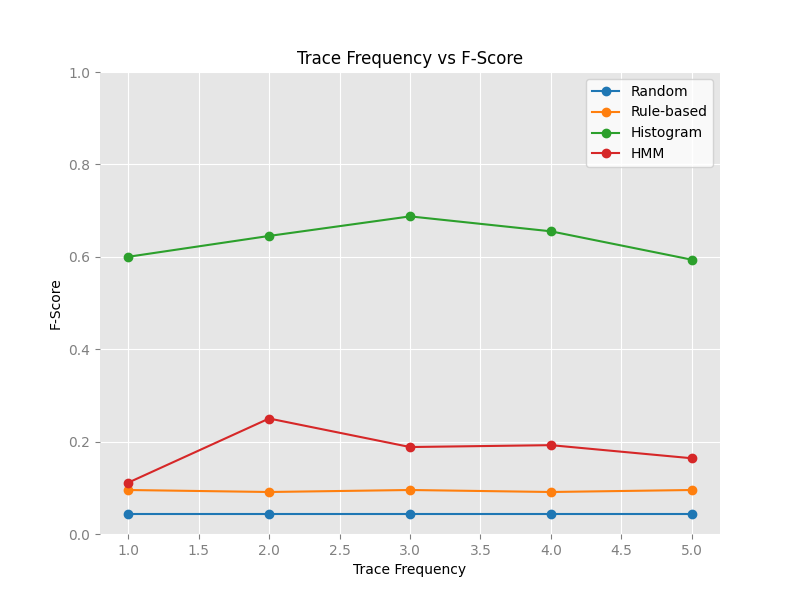 Trace Frequency vs F-Score
1.0
0.8
0.6
0.4
0.2
0.0
F-Score
Random
Rule-based
Histogram
HMM
1.0 1.5 2.0 2.5 3.0 3.5 4.0 4.5 5.0
Trace Frequency